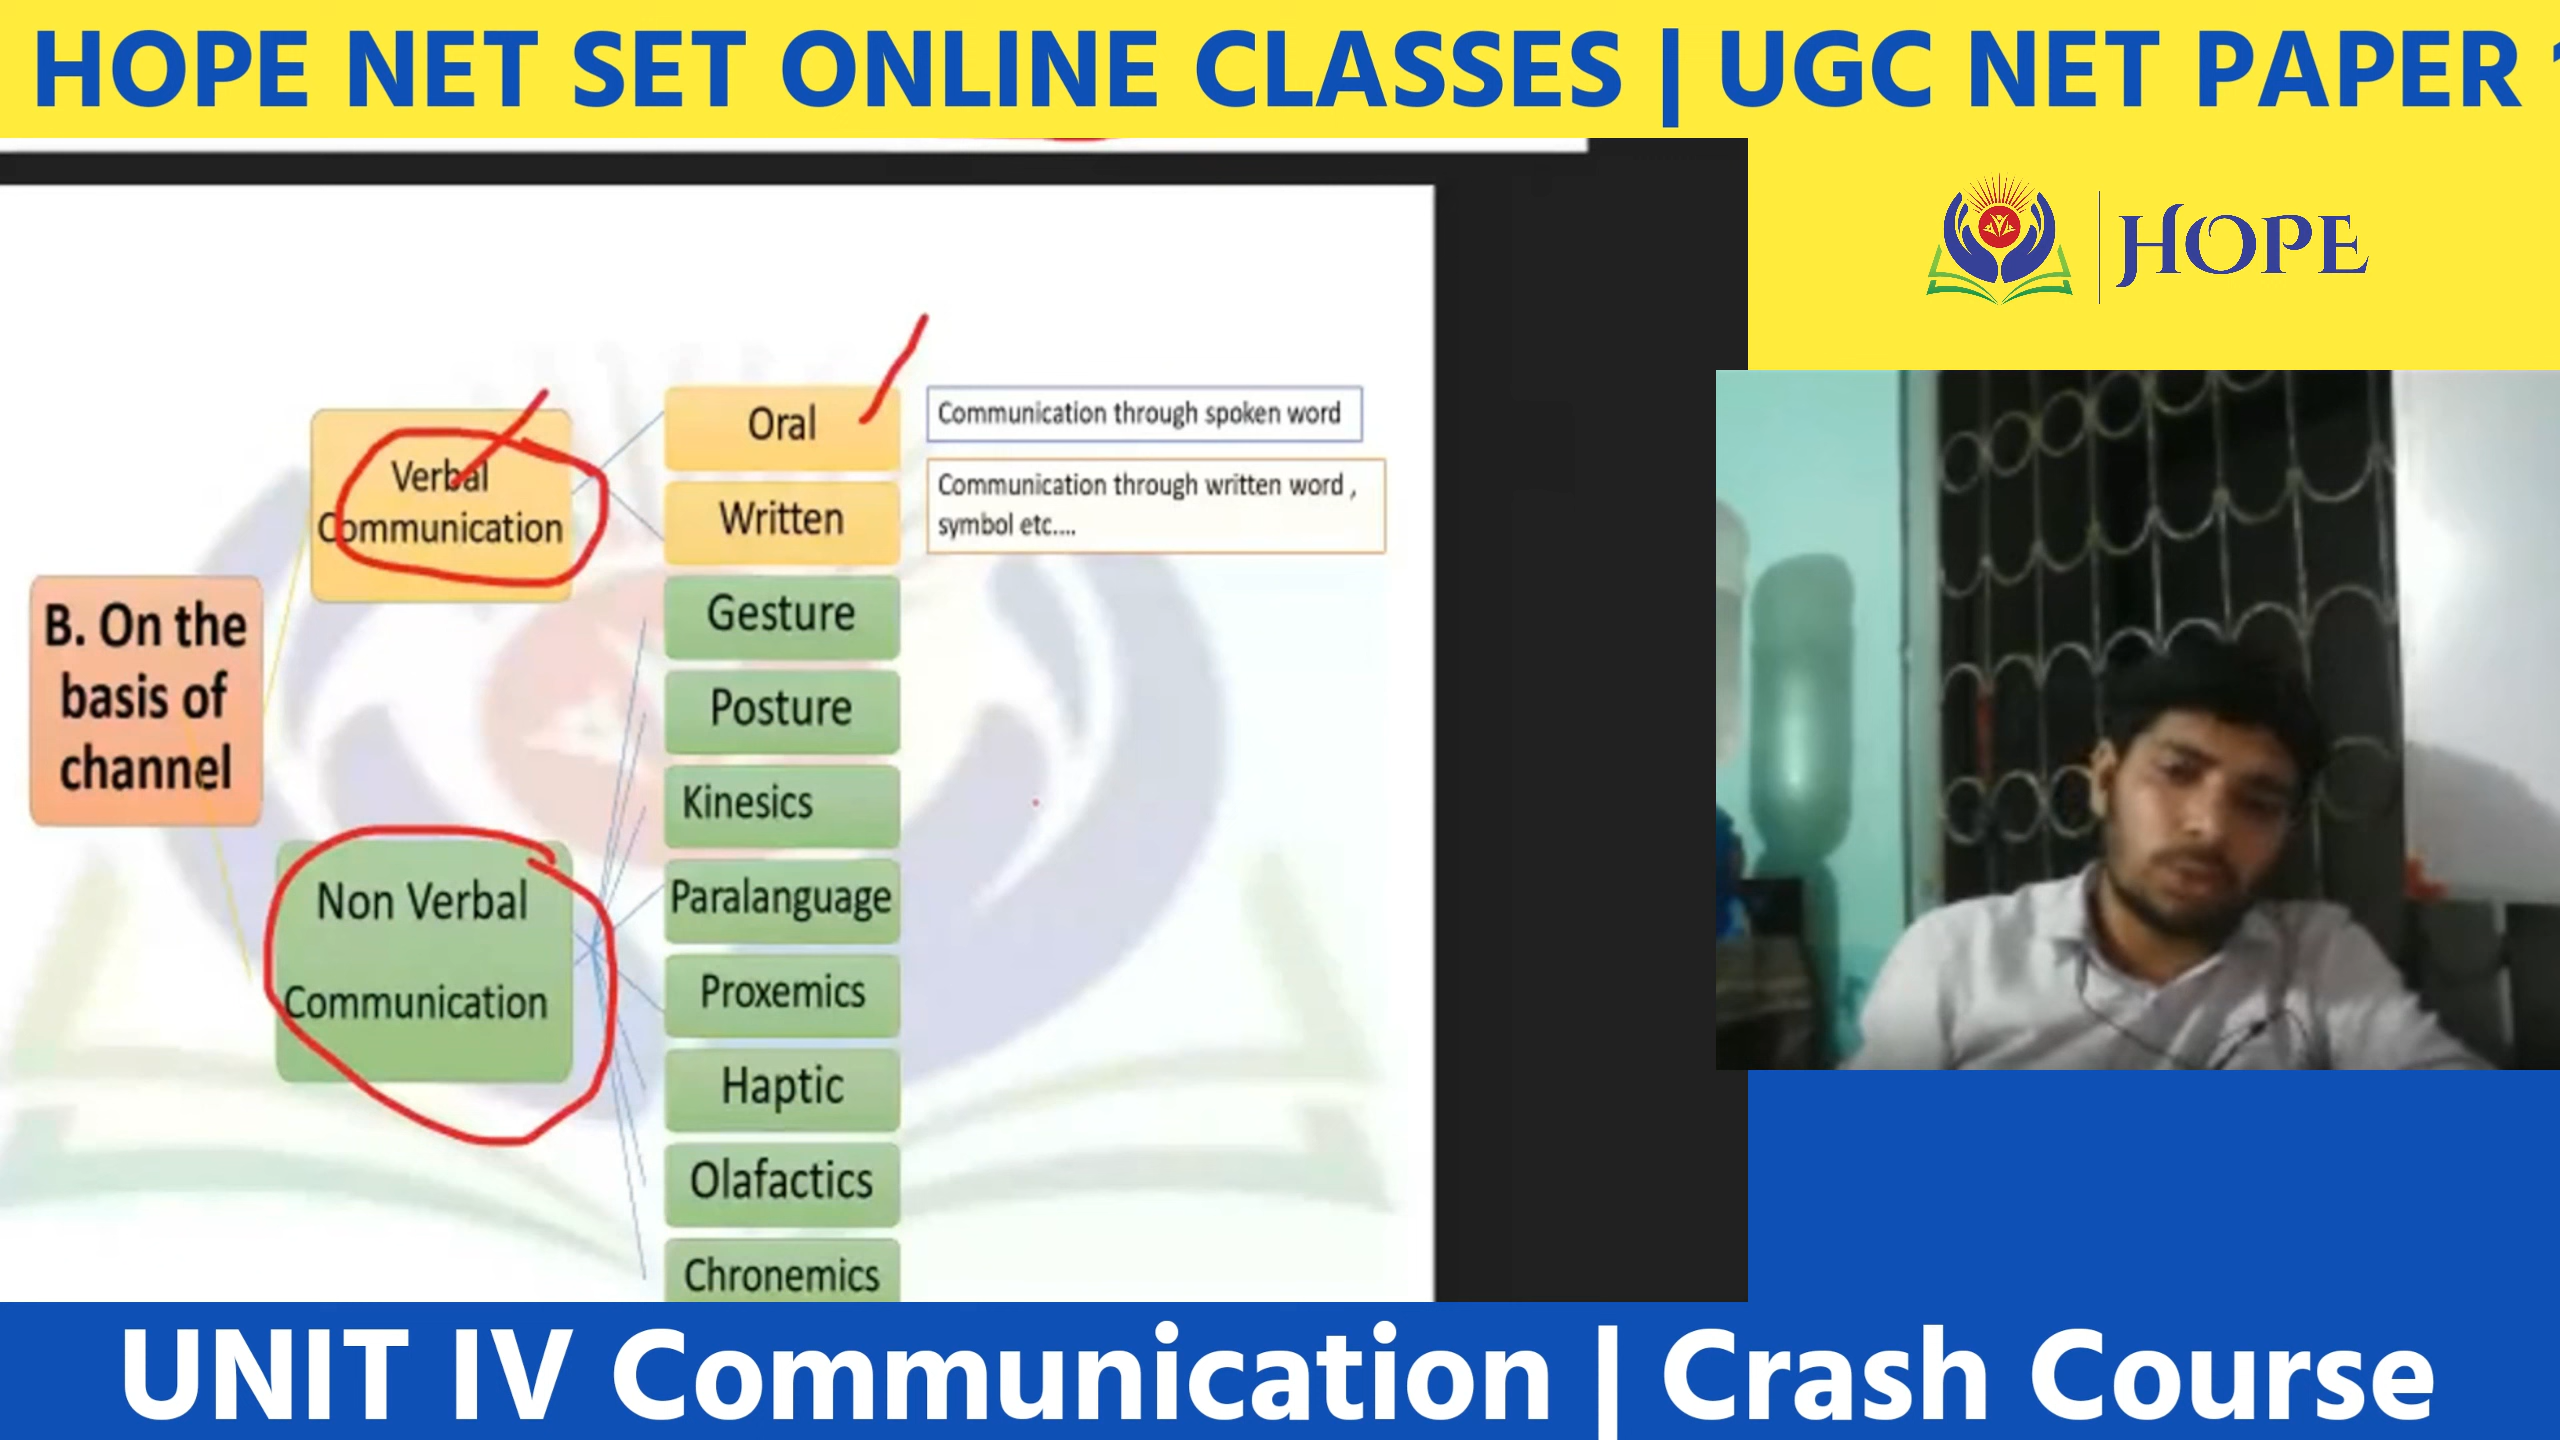 HOPE NET SET ONLINE CLASSES | UGC NET PAPER
HOPE
B. On the
basis of
channel
Verbal
Communication
Non Verbal
Communication
Oral
Written
Gesture
Posture
Kinesics
Paralanguage
Proxemics
Haptic
Olafactics
Chronemics
Communication through spoken word
Communication through written word ,
symbol etc....
UNIT IV Communication | Crash Course